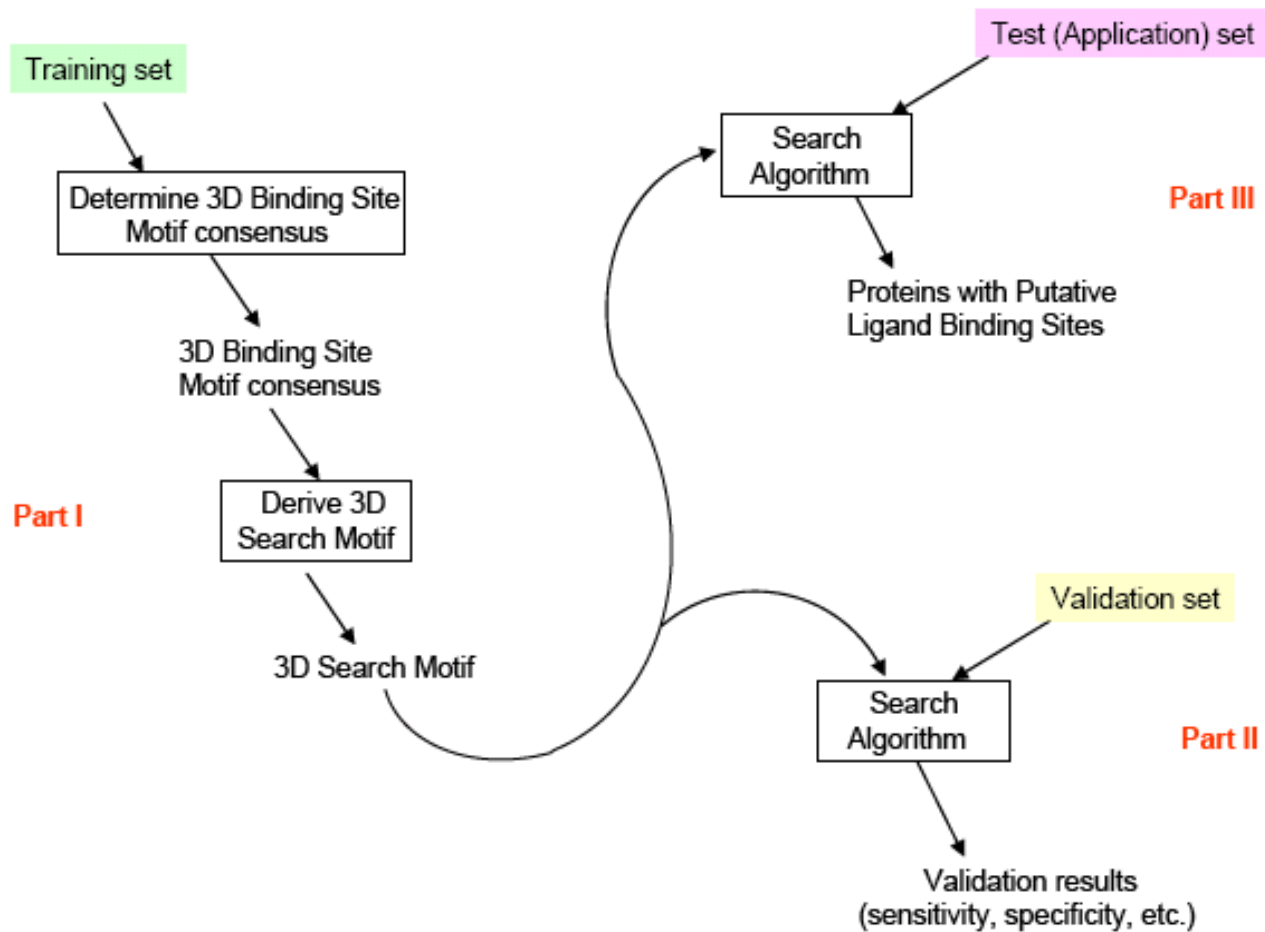 Training set
Determine 3D Binding Site
Motif consensus
3D Binding Site
Motif consensus
Part I
Derive 3D
Search Motif
3D Search Motif
Test (Application) set
Search
Algorithm
Part III
Proteins with Putative
Ligand Binding Sites
Validation set
Search
Algorithm
Part II
Validation results
(sensitivity, specificity, etc.)